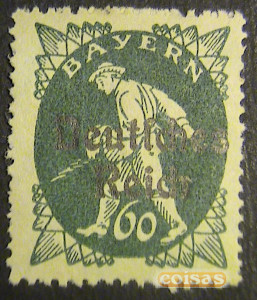 BAYERN
Deutsches
Reich
60
coisas